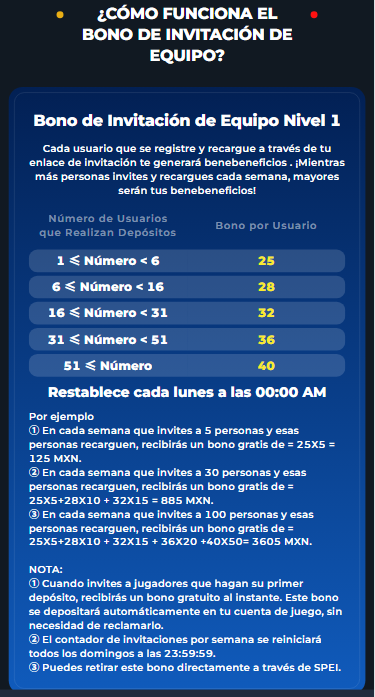 ¿CÓMO FUNCIONA EL
BONO DE INVITACIÓN DE
EQUIPO?
Bono de Invitación de Equipo Nivel 1
Cada usuario que se registre y recargue a través de tu
enlace de invitación te generará benebeneficios . ¡Mientras
más personas invites y recargues cada semana, mayores
serán tus benebeneficios!
Número de Usuarios
que Realizan Depósitos
Bono por Usuario
1 ⩽ Número < 6 25
6 ⩽ Número < 16 28
16 ⩽ Número < 31 32
31 ⩽ Número < 51 36
51 ⩽ Número 40
Restablece cada lunes a las 00:00 AM
Por ejemplo
① En cada semana que invites a 5 personas y esas
personas recarguen, recibirás un bono gratis de = 25X5 =
125 MXN.
② En cada semana que invites a 30 personas y esas
personas recarguen, recibirás un bono gratis de =
25X5+28X10 + 32X15 = 885 MXN.
③ En cada semana que invites a 100 personas y esas
personas recarguen, recibirás un bono gratis de =
25X5+28X10 + 32X15 + 36X20 +40X50= 3605 MXN.
NOTA:
① Cuando invites a jugadores que hagan su primer
depósito, recibirás un bono gratuito al instante. Este bono
se depositará automáticamente en tu cuenta de juego, sin
necesidad de reclamarlo.
② El contador de invitaciones por semana se reiniciará
todos los domingos a las 23:59:59.
③ Puedes retirar este bono directamente a través de SPEI.